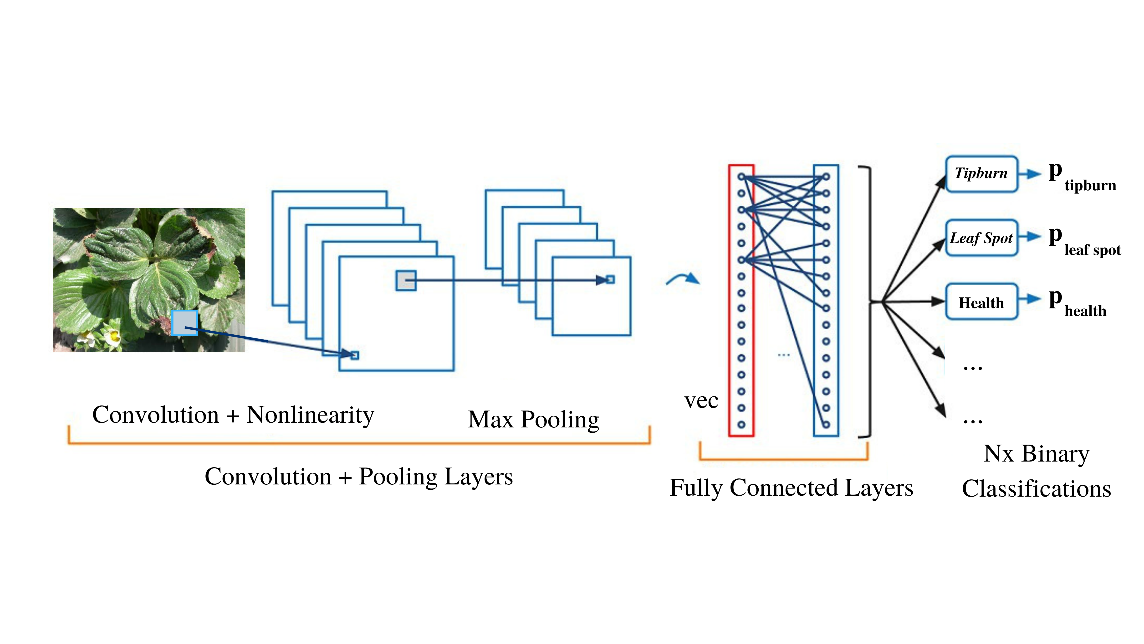 Convolution + Nonlinearity
Max Pooling
Convolution + Pooling Layers
vec
...
Fully Connected Layers
Tipburn
p tipburn
Leaf Spot
p leaf spot
Health
p health
...
...
Nx Binary
Classifications